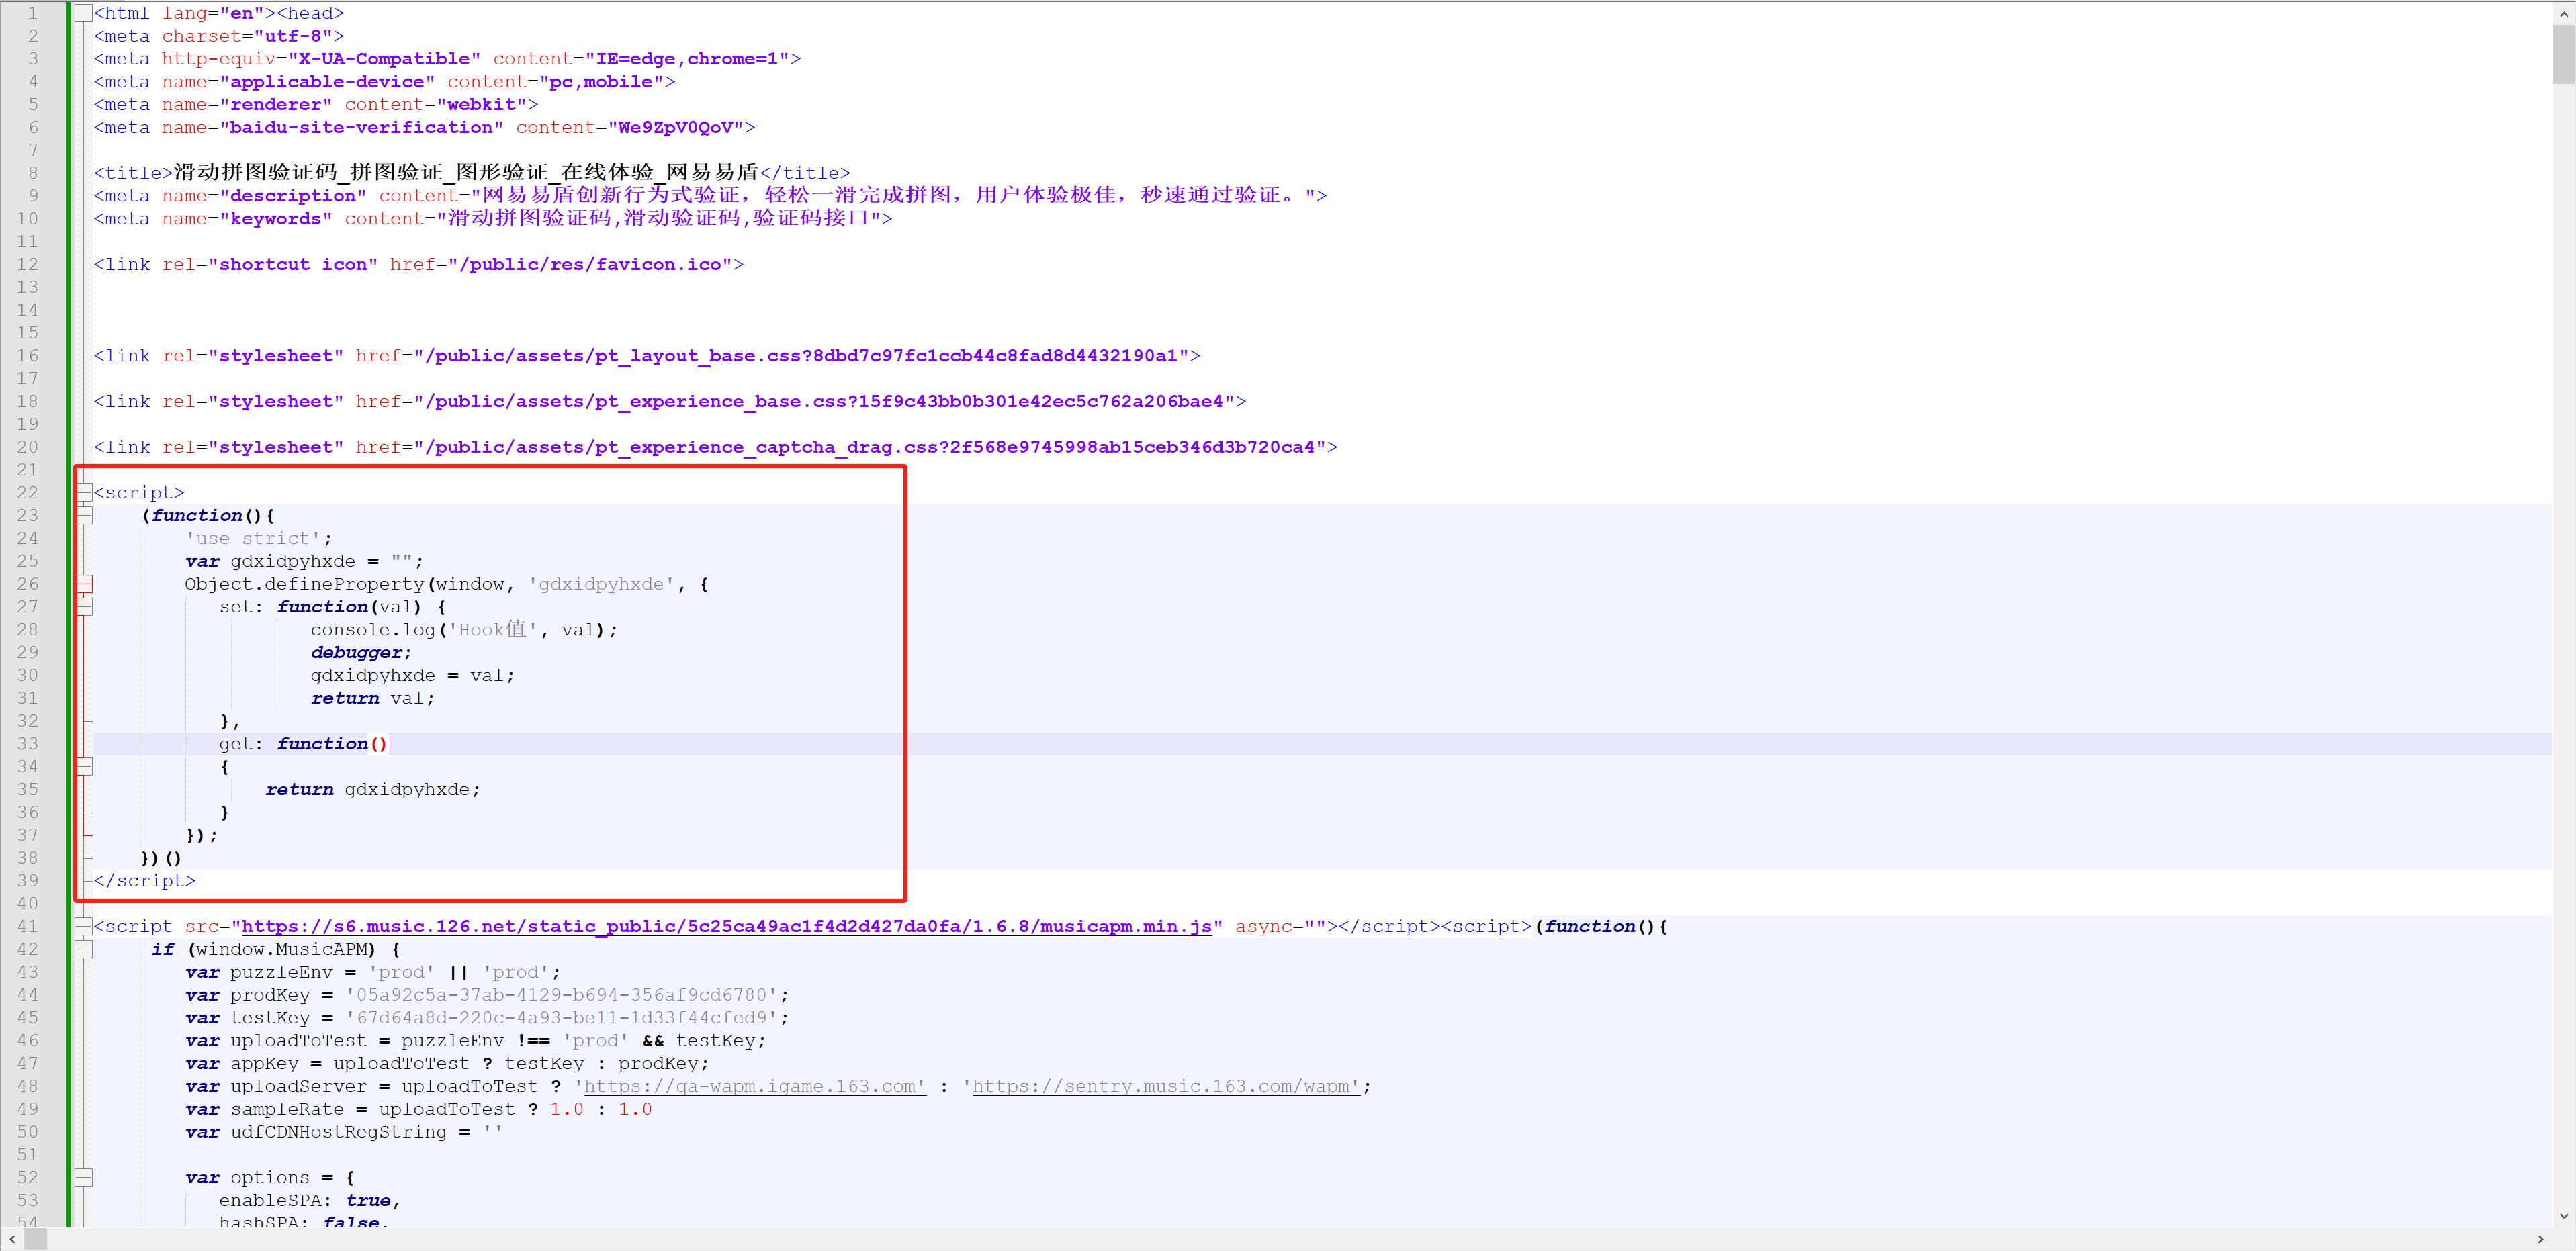 1 <html lang="en"><head>
2 <meta charset="utf-8">
3 <meta http-equiv="X-UA-Compatible" content="IE=edge,chrome=1">
4 <meta name="applicable-device" content="pc,mobile">
5 <meta name="renderer" content="webkit">
6 <meta name="baidu-site-verification" content="We9ZpV0QoV">
7
8 <title>滑动拼图验证码_拼图验证_图形验证_在线体验_网易易盾</title>
9 <meta name="description" content="网易易盾创新行为式验证，轻松一滑完成拼图，用户体验极佳，秒速通过验证。">
10 <meta name="keywords" content="滑动拼图验证码,滑动验证码,验证码接口">
11
12 <link rel="shortcut icon" href="/public/res/favicon.ico">
13
14
15
16 <link rel="stylesheet" href="/public/assets/pt_layout_base.css?8dbd7c97fc1ccb44c8fad8d4432190a1">
17
18 <link rel="stylesheet" href="/public/assets/pt_experience_base.css?15f9c43bb0b301e42ec5c762a206bae4">
19
20 <link rel="stylesheet" href="/public/assets/pt_experience_captcha_drag.css?2f568e9745998ab15ceb346d3b720ca4">
21
22 <script>
23 (function(){
24 'use strict';
25 var gdxidpyhxde = "";
26 Object.defineProperty(window, 'gdxidpyhxde', {
27 set: function(val) {
28 console.log('Hook值', val);
29 debugger;
30 gdxidpyhxde = val;
31 return val;
32 },
33 get: function()
34 {
35 return gdxidpyhxde;
36 }
37 });
38 })()
39 </script>
40
41 <script src="https://s6.music.126.net/static_public/5c25ca49ac1f4d2d427da0fa/1.6.8/musicapm.min.js" async=""></script><script>(function(){
42 if (window.MusicAPM) {
43 var puzzleEnv = 'prod' || 'prod';
44 var prodKey = '05a92c5a-37ab-4129-b694-356af9cd6780';
45 var testKey = '67d64a8d-220c-4a93-be11-1d33f44cfed9';
46 var uploadToTest = puzzleEnv !== 'prod' && testKey;
47 var appKey = uploadToTest ? testKey : prodKey;
48 var uploadServer = uploadToTest ? 'https://qa-wapm.igame.163.com' : 'https://sentry.music.163.com/wapm';
49 var sampleRate = uploadToTest ? 1.0 : 1.0
50 var udfCDNHostRegString = ''
51
52 var options = {
53 enableSPA: true,
54 hashSPA: false,